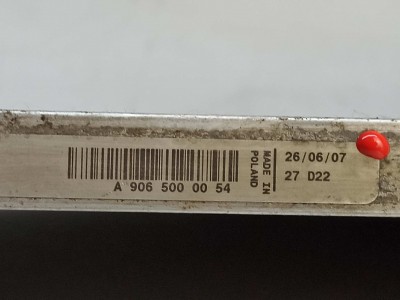 A 906 500 00 54
MADE IN
POLAND
26/06/07
27 D22